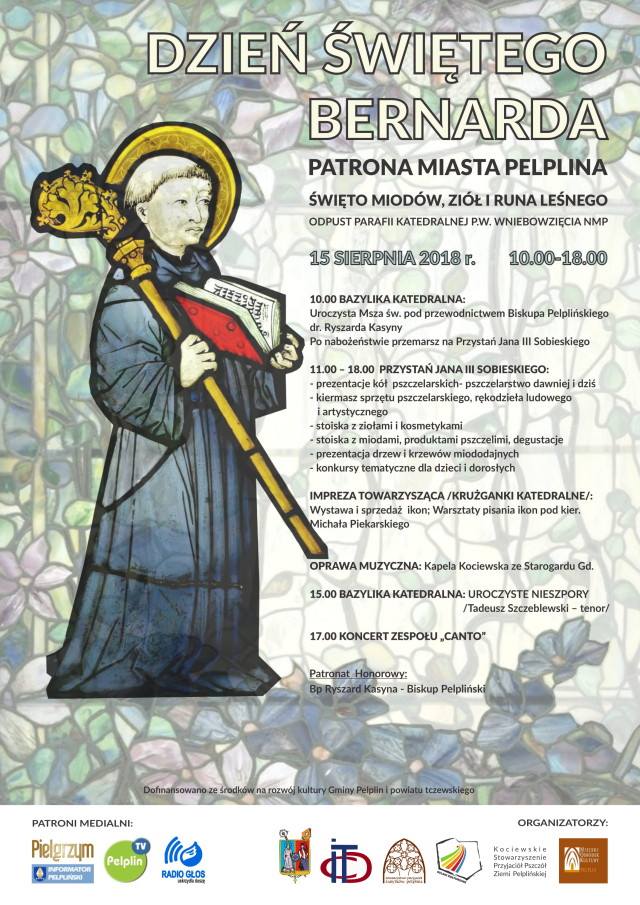 DZIEŃ ŚWIĘTEGO
BERNARDA
PATRONA MIASTA PELPLINA
ŚWIĘTO MIODÓW, ZIÓŁ I RUNA LEŚNEGO
ODPUST PARAFII KATEDRALNEJ P.W. WNIEBOWZIĘCIA NMP
15 SIERPNIA 2018 r. 10.00-18.00
10.00 BAZYLIKA KATEDRALNA:
Uroczysta Msza św. pod przewodnictwem Biskupa Pelplińskiego
dr. Ryszarda Kasyny
Po nabożeństwie przemarsz na Przystań Jana III Sobieskiego
11.00 – 18.00 PRZYSTAŃ JANA III SOBIESKIEGO:
- prezentacje kół pszczelarskich- pszczelarstwo dawniej i dziś
- kiermasz sprzętu pszczelarskiego, rękodzieła ludowego
i artystycznego
- stoiska z ziołami i kosmetykami
- stoiska z miodami, produktami pszczelimi, degustacje
- prezentacja drzew i krzewów miododajnych
- konkursy tematyczne dla dzieci i dorosłych
IMPREZA TOWARZYSZĄCA /KRUŻGANKI KATEDRALNE/:
Wystawa i sprzedaż ikon; Warsztaty pisania ikon pod kier.
Michała Piekarskiego
OPRAWA MUZYCZNA: Kapela Kociewska ze Starogardu Gd.
15.00 BAZYLIKA KATEDRALNA: UROCZYSTE NIESZPORY
/Tadeusz Szczeblewski – tenor/
17.00 KONCERT ZESPOŁU „CANTO"
Patronat Honorowy:
Bp Ryszard Kasyna - Biskup Pelpliński
Dofinansowano ze środków na rozwój kultury Gminy Pelplin i powiatu tczewskiego
PATRONI MEDIALNI: ORGANIZATORZY:
Pielgrzym
INFORMATOR
PELPLIŃSKI
Pelplin TV
RADIO GŁOS
uskrzydla duszę
Kociewskie
Stowarzyszenie
Przyjaciół Pszczół
Ziemi Pelplińskiej
MIEJSKI
OŚRODEK
KULTURY